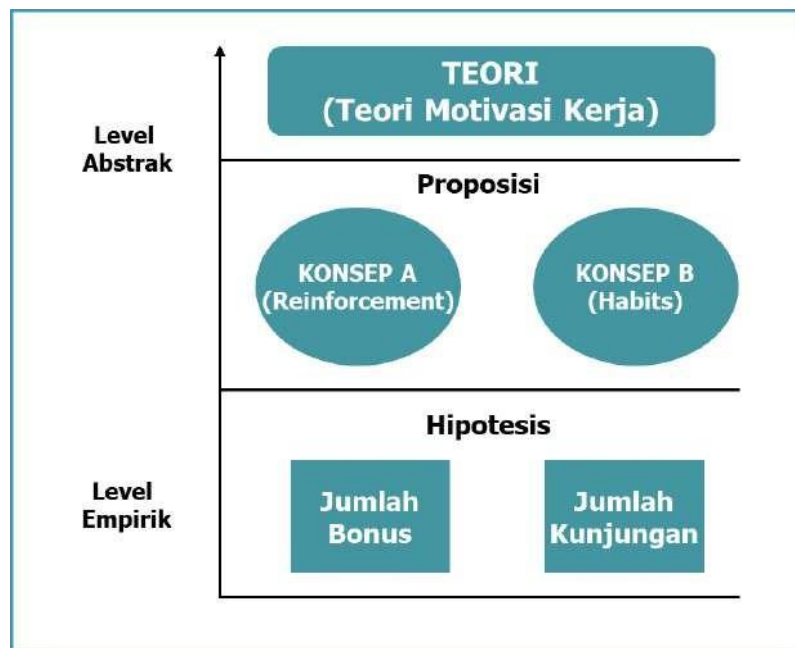 TEORI
(Teori Motivasi Kerja)
Level
Abstrak
Proposisi
KONSEP A
(Reinforcement)
KONSEP B
(Habits)
Hipotesis
Level
Empirik
Jumlah
Bonus
Jumlah
Kunjungan